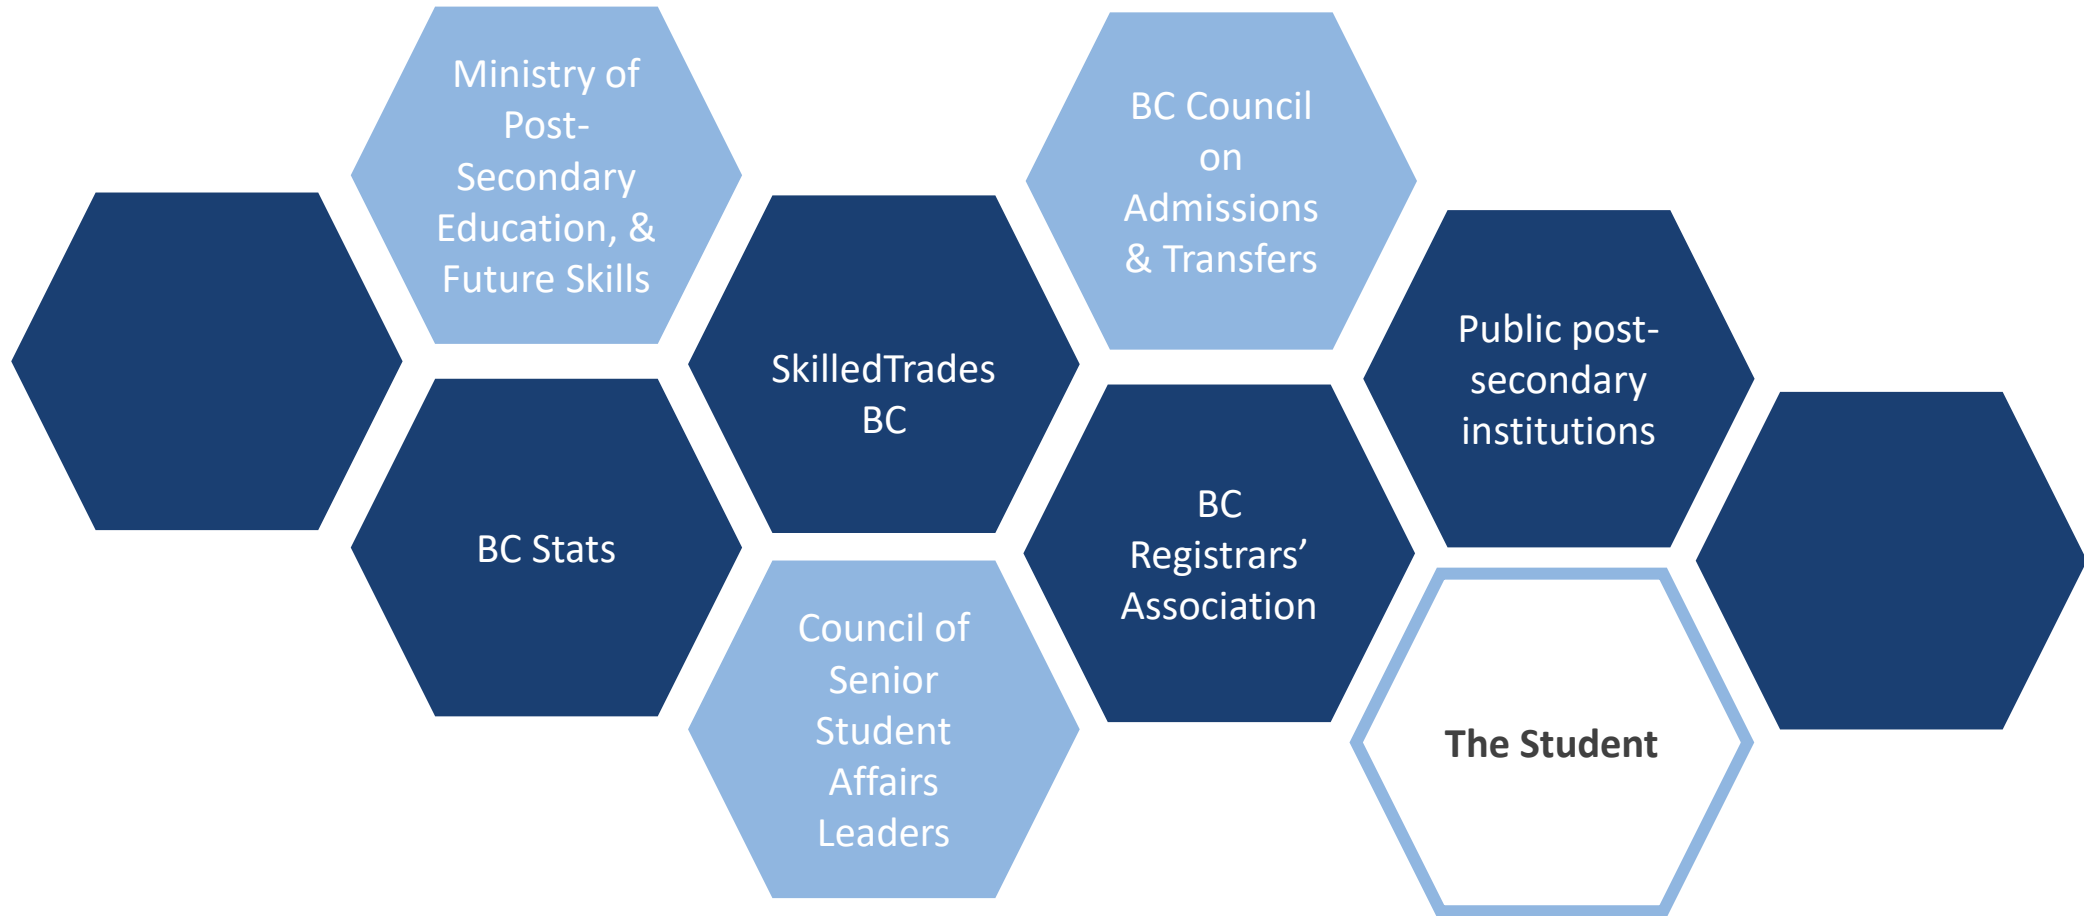 Ministry of
Post-
Secondary
Education, &
Future Skills
BC Council
on
Admissions
& Transfers
SkilledTrades
BC
Public post-
secondary
institutions
BC Stats
BC
Registrars’
Association
Council of
Senior
Student
Affairs
Leaders
The Student